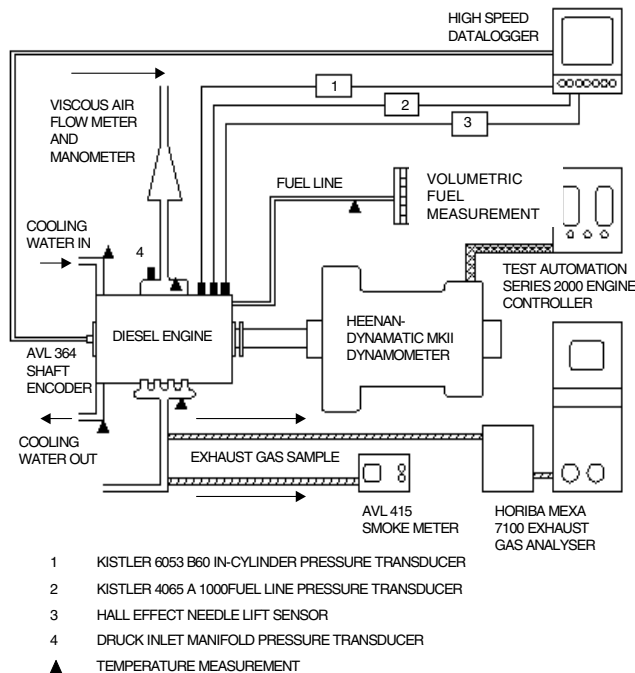 HIGH SPEED
DATALOGGER
1
2
3
VISCOUS AIR
FLOW METER
AND
MANOMETER
FUEL LINE
VOLUMETRIC
FUEL
MEASUREMENT
COOLING
WATER IN
4
TEST AUTOMATION
SERIES 2000 ENGINE
CONTROLLER
DIESEL ENGINE
HEENAN-
DYNAMATIC MKII
DYNAMOMETER
AVL 364
SHAFT
ENCODER
COOLING
WATER OUT
EXHAUST GAS SAMPLE
AVL 415
SMOKE METER
HORIBA MEXA
7100 EXHAUST
GAS ANALYSER
1 KISTLER 6053 B60 IN-CYLINDER PRESSURE TRANSDUCER
2 KISTLER 4065 A 1000FUEL LINE PRESSURE TRANSDUCER
3 HALL EFFECT NEEDLE LIFT SENSOR
4 DRUCK INLET MANIFOLD PRESSURE TRANSDUCER
▲ TEMPERATURE MEASUREMENT